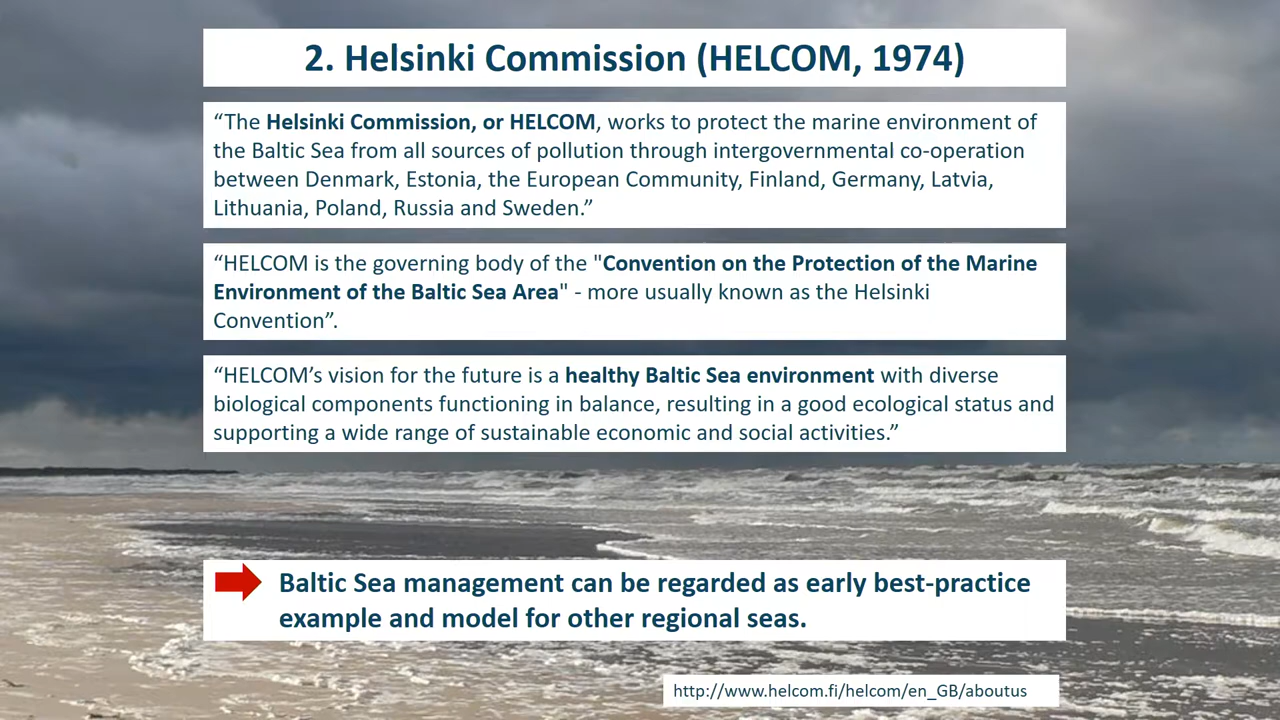 2. Helsinki Commission (HELCOM, 1974)
“The Helsinki Commission, or HELCOM, works to protect the marine environment of
the Baltic Sea from all sources of pollution through intergovernmental co-operation
between Denmark, Estonia, the European Community, Finland, Germany, Latvia,
Lithuania, Poland, Russia and Sweden.”
“HELCOM is the governing body of the "Convention on the Protection of the Marine
Environment of the Baltic Sea Area" - more usually known as the Helsinki
Convention”.
“HELCOM’s vision for the future is a healthy Baltic Sea environment with diverse
biological components functioning in balance, resulting in a good ecological status and
supporting a wide range of sustainable economic and social activities.”
Baltic Sea management can be regarded as early best-practice
example and model for other regional seas.
http://www.helcom.fi/helcom/en_GB/aboutus